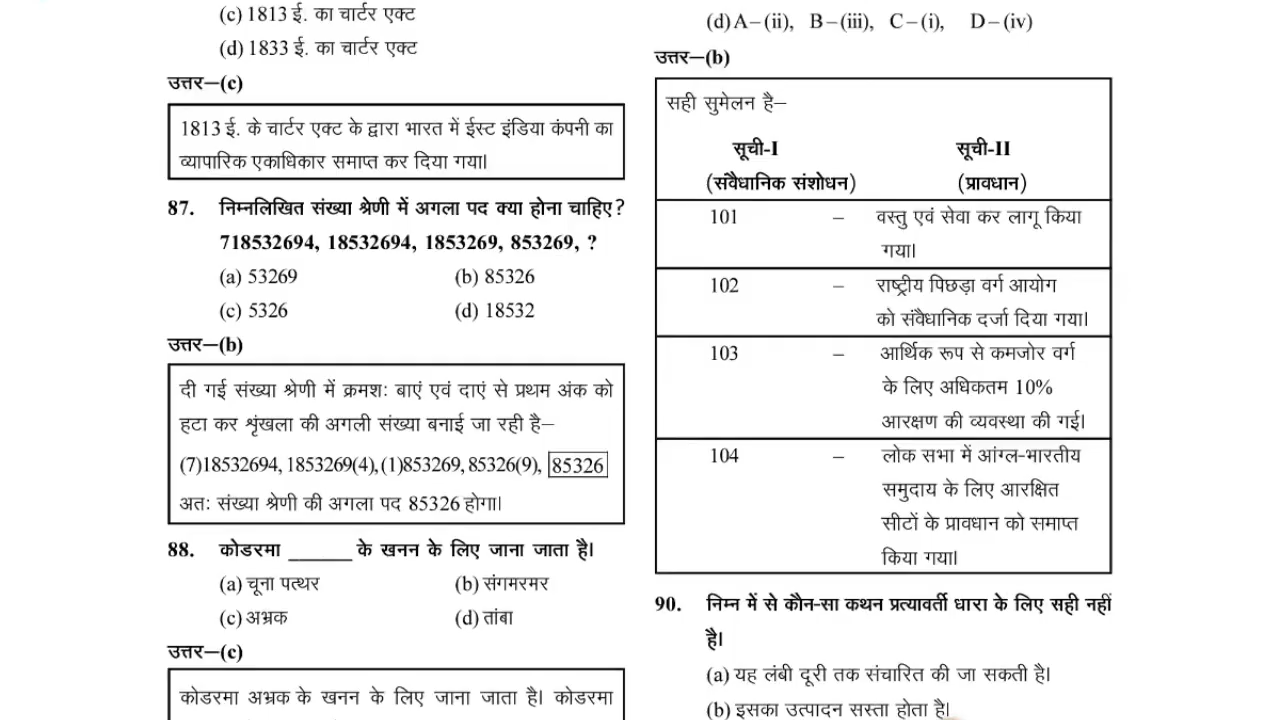 (c) 1813 ई. का चार्टर एक्ट
(d) 1833 ई. का चार्टर एक्ट
उत्तर—(c)
1813 ई. के चार्टर एक्ट के द्वारा भारत में ईस्ट इंडिया कंपनी का
व्यापारिक एकाधिकार समाप्त कर दिया गया।
87. निम्नलिखित संख्या श्रेणी में अगला पद क्या होना चाहिए?
718532694, 18532694, 1853269, 853269, ?
(a) 53269 (b) 85326
(c) 5326 (d) 18532
उत्तर—(b)
दी गई संख्या श्रेणी में क्रमशः बाएं एवं दाएं से प्रथम अंक को
हटा कर शृंखला की अगली संख्या बनाई जा रही है—
(7)18532694, 1853269(4), (1)853269, 85326(9), 85326
अतः संख्या श्रेणी की अगला पद 85326 होगा।
88. कोडरमा ______ के खनन के लिए जाना जाता है।
(a) चूना पत्थर (b) संगमरमर
(c) अभ्रक (d) तांबा
उत्तर—(c)
कोडरमा अभ्रक के खनन के लिए जाना जाता है। कोडरमा
(d) A–(ii), B–(iii), C–(i), D–(iv)
उत्तर—(b)
सही सुमेलन है—
सूची-I सूची-II
(संवैधानिक संशोधन) (प्रावधान)
101 – वस्तु एवं सेवा कर लागू किया
गया।
102 – राष्ट्रीय पिछड़ा वर्ग आयोग
को संवैधानिक दर्जा दिया गया।
103 – आर्थिक रूप से कमजोर वर्ग
के लिए अधिकतम 10%
आरक्षण की व्यवस्था की गई।
104 – लोक सभा में आंग्ल-भारतीय
समुदाय के लिए आरक्षित
सीटों के प्रावधान को समाप्त
किया गया।
90. निम्न में से कौन-सा कथन प्रत्यावर्ती धारा के लिए सही नहीं
है।
(a) यह लंबी दूरी तक संचारित की जा सकती है।
(b) इसका उत्पादन सस्ता होता है।